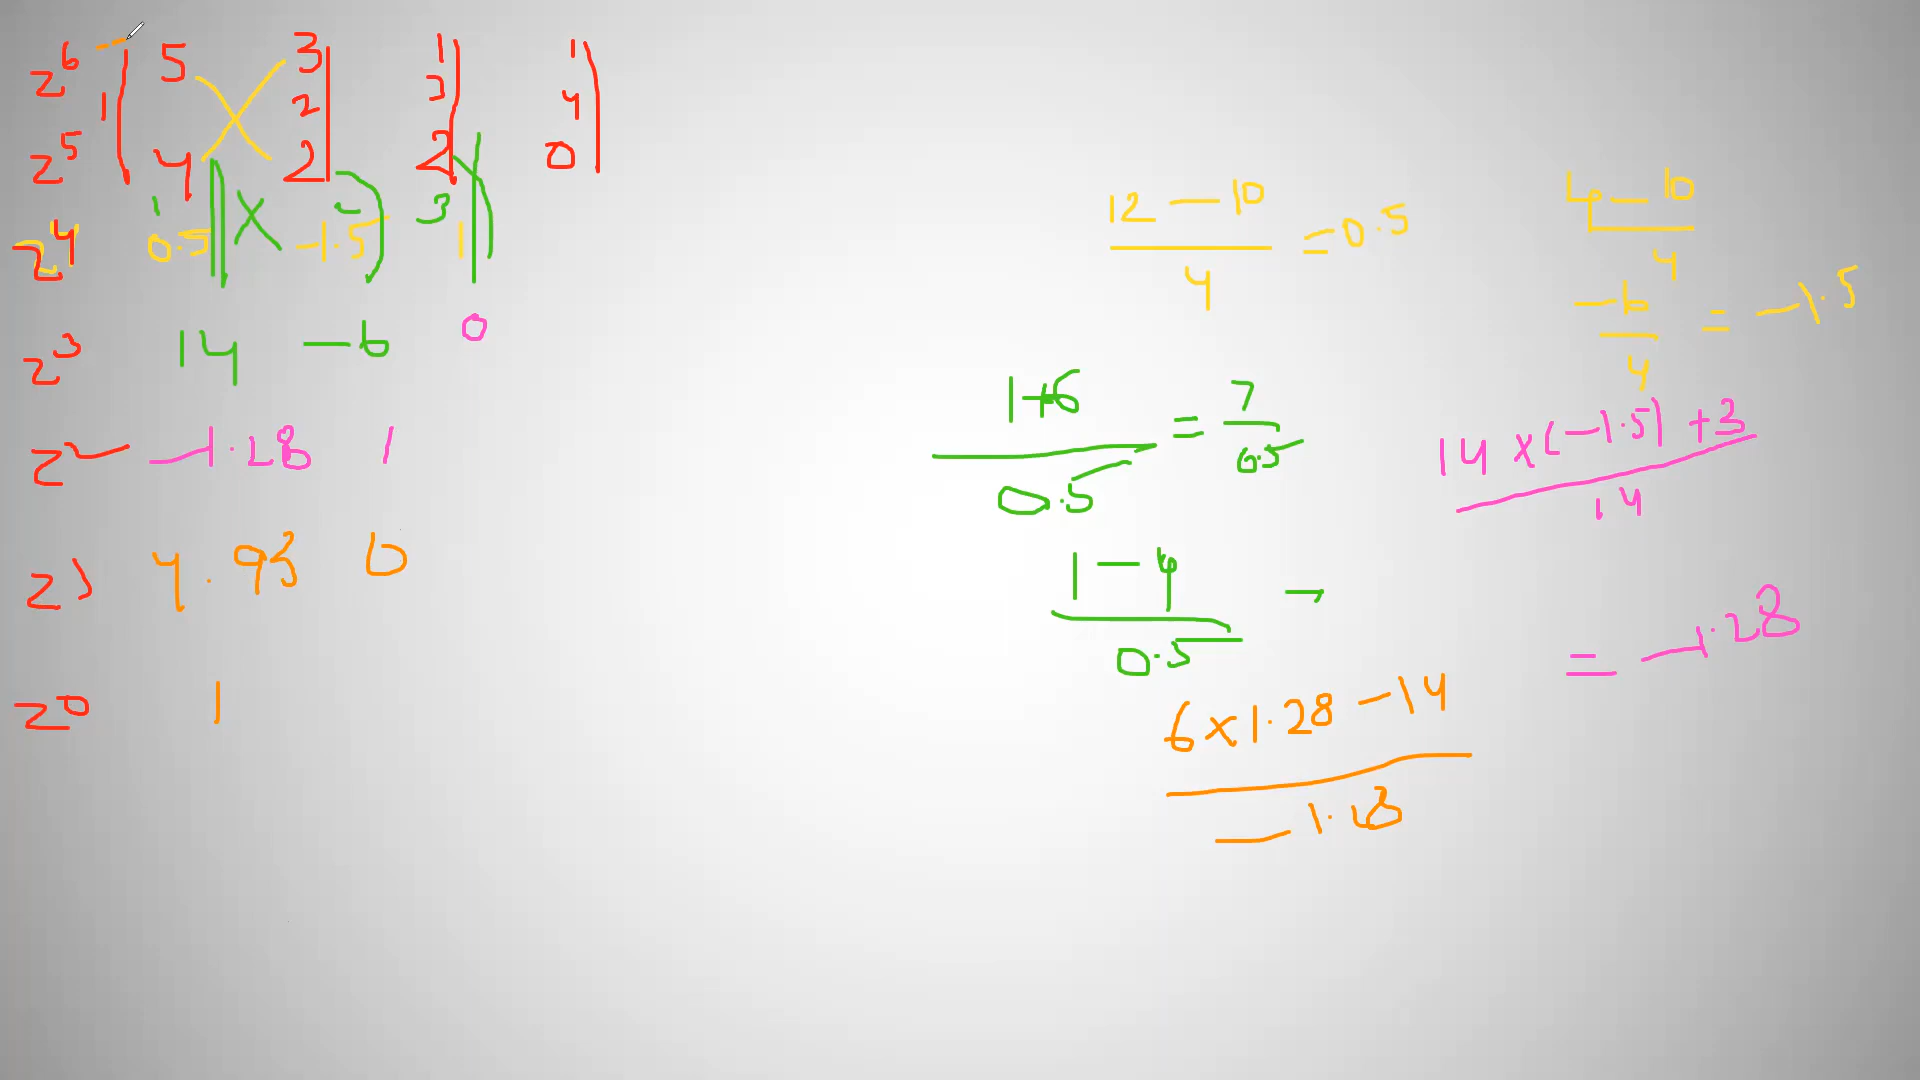 z⁶ 5 3 1 1
1 2 3 4
z⁵ 4 2 2 0
z⁴ 0.5 -1.5 3 1
z³ 14 -6 0
z² -1.28 1
z¹ 4.93 0
z⁰ 1
12 - 10
4
= 0.5
4 - 10
4
-6
4
= -1.5
1+6
0.5
= 7
0.5
1 - 4
0.5
14 x (-1.5) + 3
14
= -1.28
6 x 1.28 - 14
-1.28